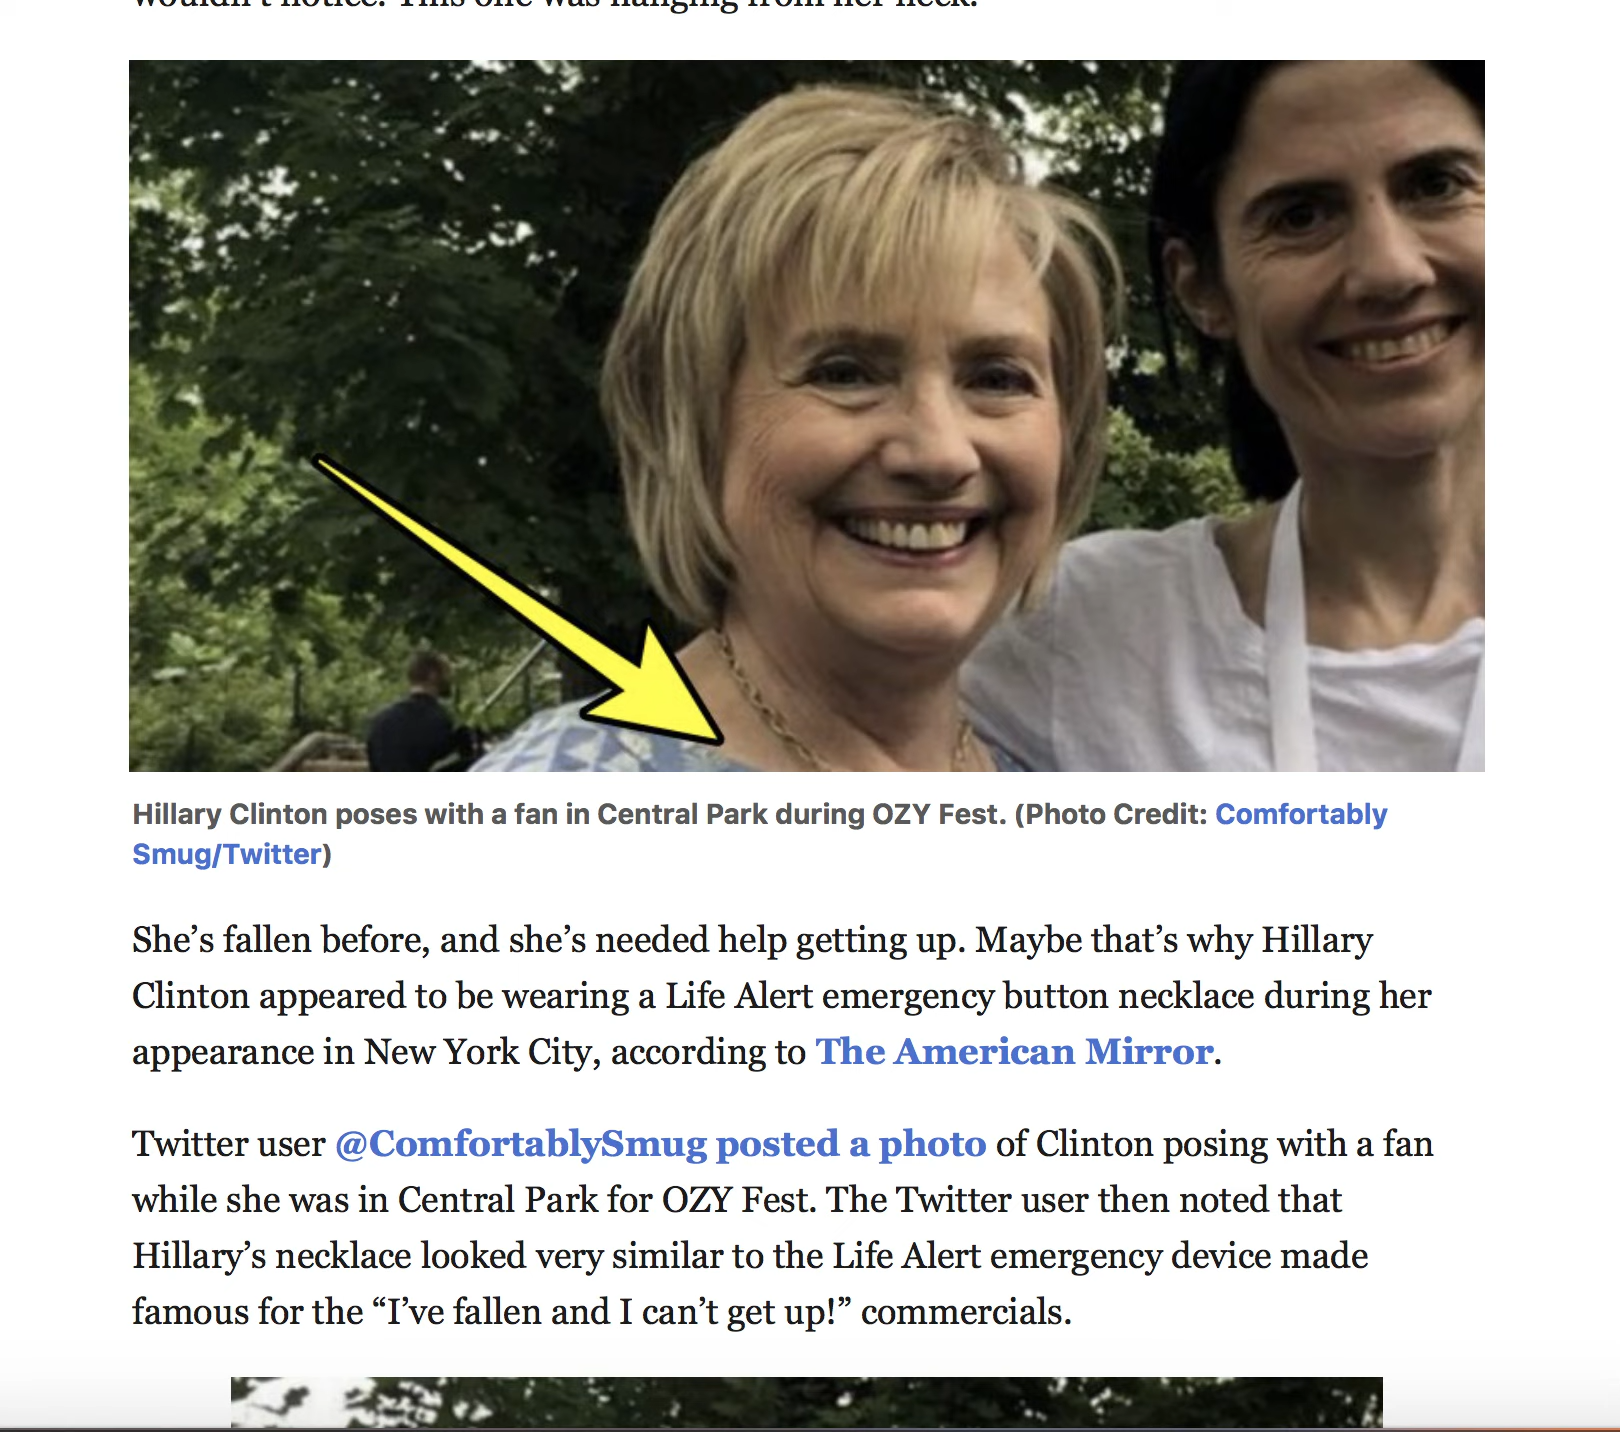 wouldn't notice. This one was hanging from her neck.
Hillary Clinton poses with a fan in Central Park during OZY Fest. (Photo Credit: Comfortably
Smug/Twitter)
She’s fallen before, and she’s needed help getting up. Maybe that’s why Hillary
Clinton appeared to be wearing a Life Alert emergency button necklace during her
appearance in New York City, according to The American Mirror.
Twitter user @ComfortablySmug posted a photo of Clinton posing with a fan
while she was in Central Park for OZY Fest. The Twitter user then noted that
Hillary’s necklace looked very similar to the Life Alert emergency device made
famous for the “I’ve fallen and I can’t get up!” commercials.